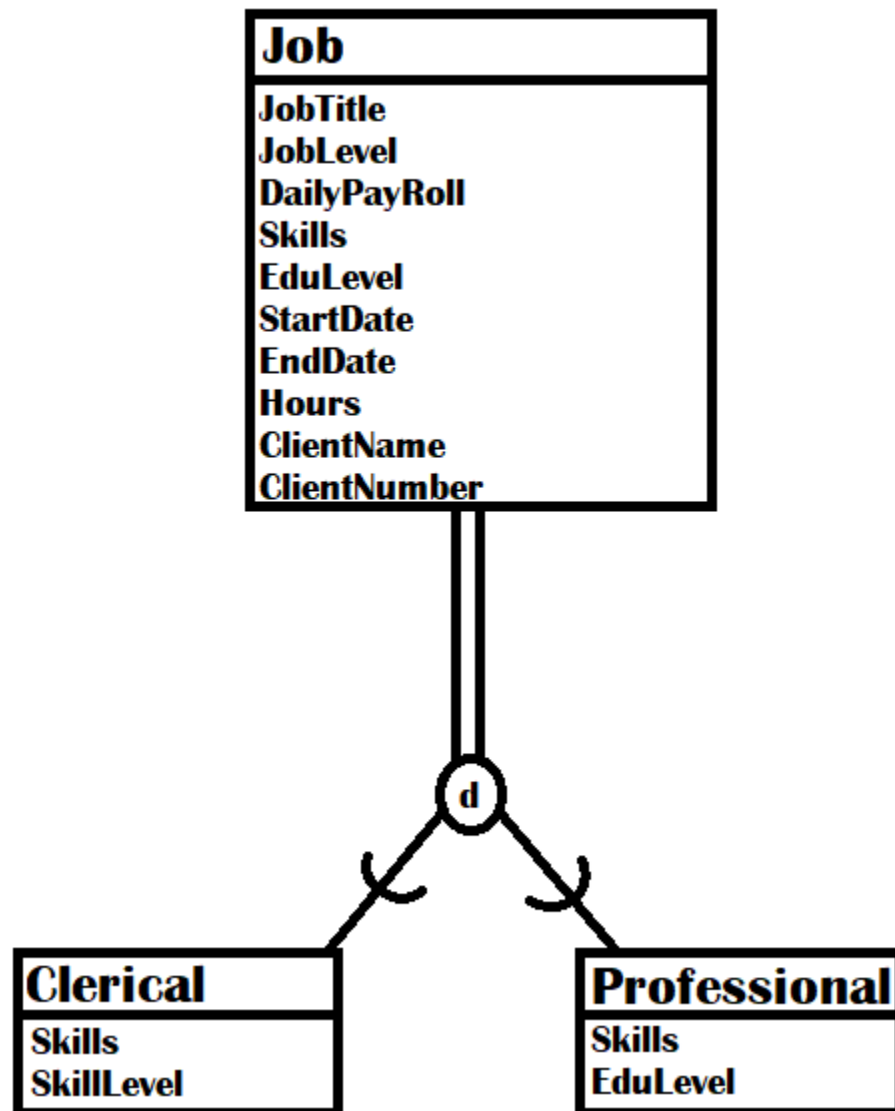 Job
JobTitle
JobLevel
DailyPayRoll
Skills
EduLevel
StartDate
EndDate
Hours
ClientName
ClientNumber
d
Clerical
Skills
SkillLevel
Professional
Skills
EduLevel